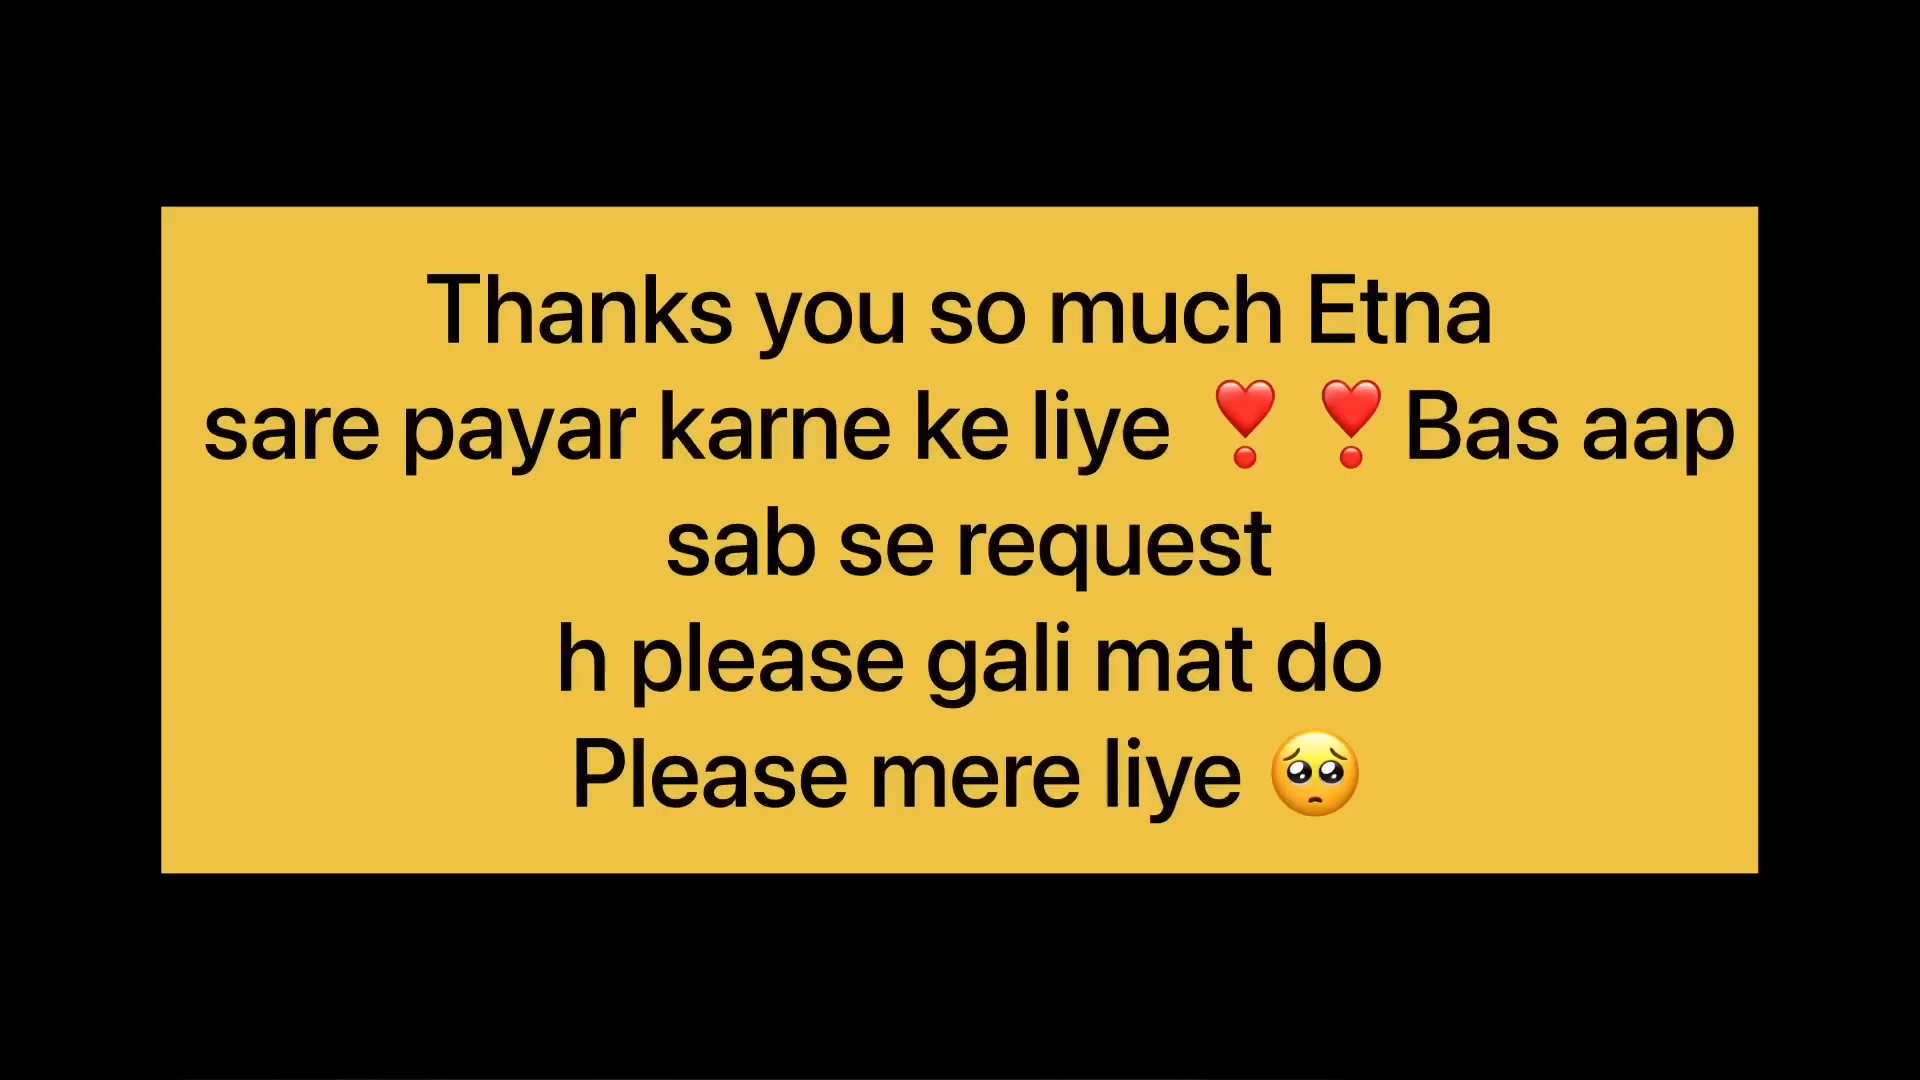 Thanks you so much Etna
sare payar karne ke liye ❣️ ❣️Bas aap
sab se request
h please gali mat do
Please mere liye 🥺